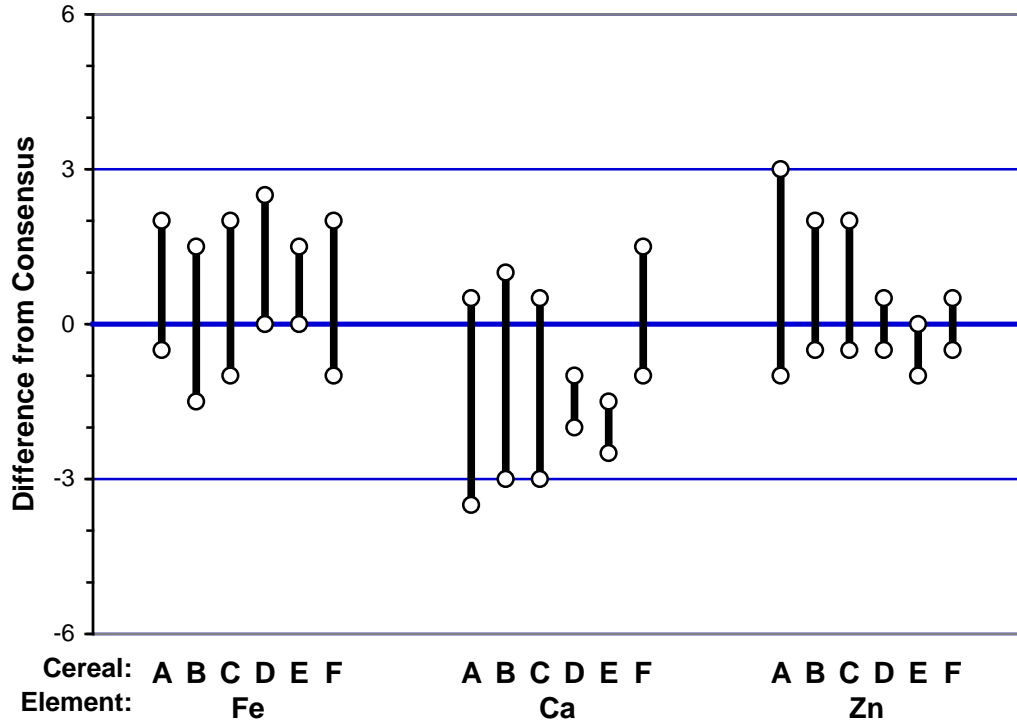 Difference from Consensus
6
3
0
-3
-6
Cereal: A B C D E F A B C D E F A B C D E F
Element: Fe Ca Zn